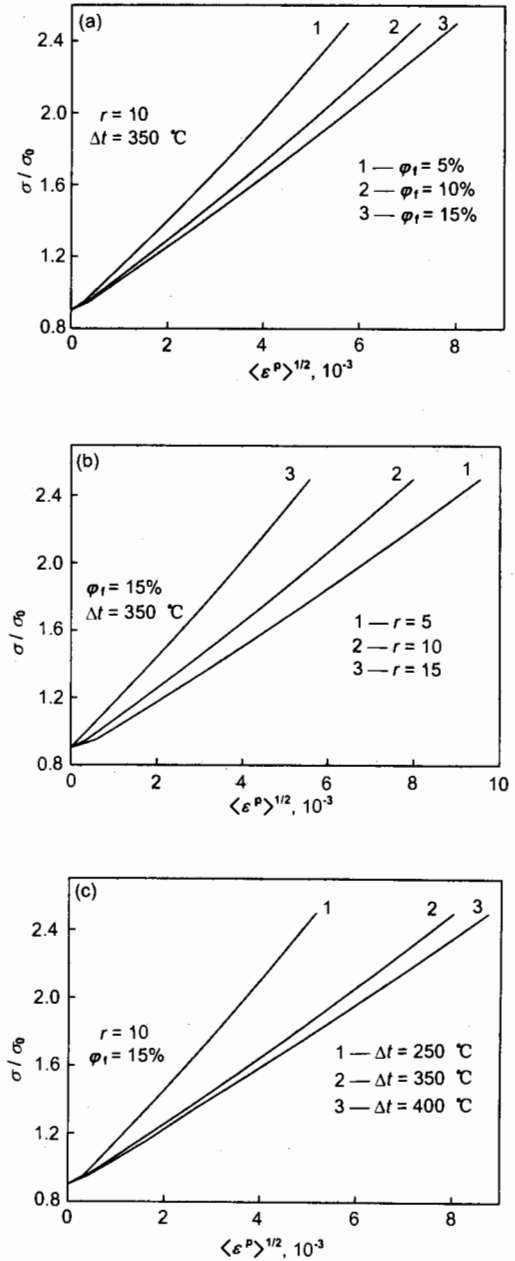 (a)
1 2 3
2.4
2.0
1.6
1.2
0.8
σ / σ₀
r = 10
Δt = 350 ℃
1 — φf = 5%
2 — φf = 10%
3 — φf = 15%
0 2 4 6 8
⟨εᵖ⟩^1/2, 10⁻³
(b)
3 2 1
2.4
2.0
1.6
1.2
0.8
σ / σ₀
φf = 15%
Δt = 350 ℃
1 — r = 5
2 — r = 10
3 — r = 15
0 2 4 6 8 10
⟨εᵖ⟩^1/2, 10⁻³
(c)
1 2 3
2.4
2.0
1.6
1.2
0.8
σ / σ₀
r = 10
φf = 15%
1 — Δt = 250 ℃
2 — Δt = 350 ℃
3 — Δt = 400 ℃
0 2 4 6 8
⟨εᵖ⟩^1/2, 10⁻³